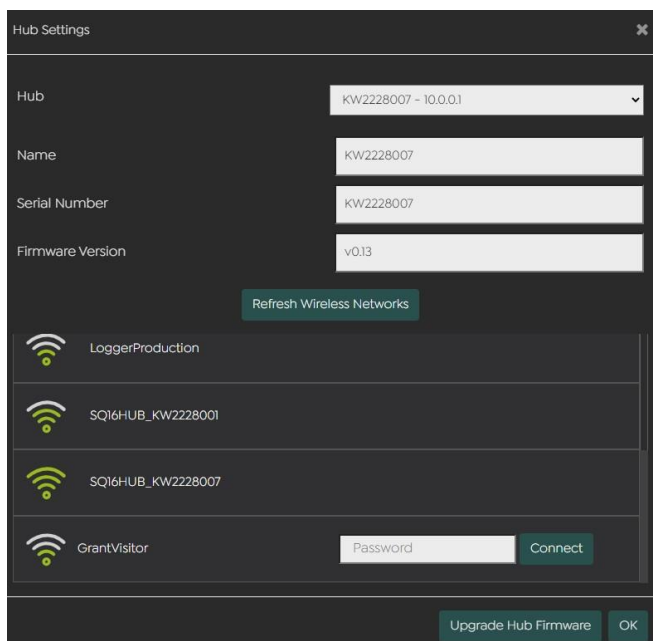 Hub Settings
Hub
KW2228007 - 10.0.0.1
Name
KW2228007
Serial Number
KW2228007
Firmware Version
v0.13
Refresh Wireless Networks
LoggerProduction
SQ16HUB_KW2228001
SQ16HUB_KW2228007
GrantVisitor
Password
Connect
Upgrade Hub Firmware
OK